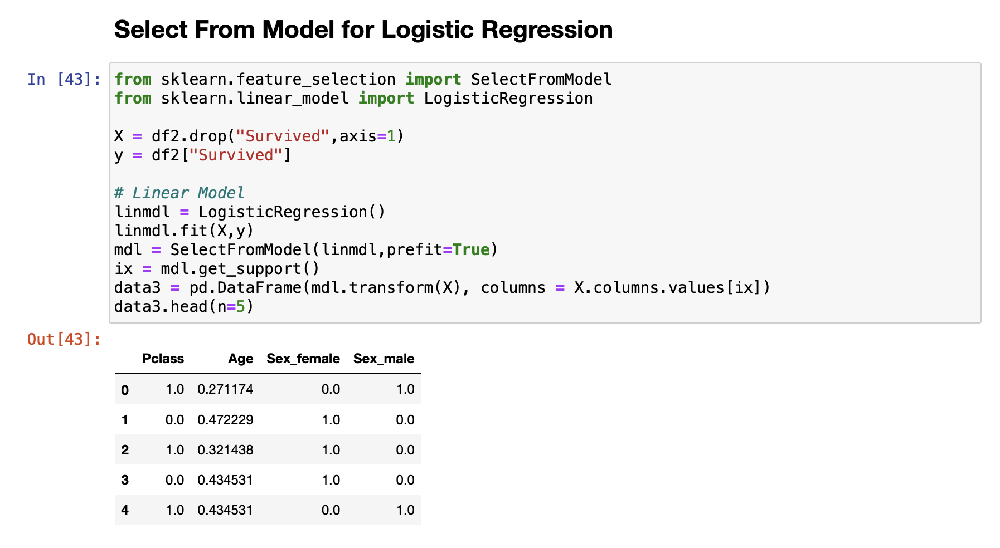 Select From Model for Logistic Regression
In [43]:
from sklearn.feature_selection import SelectFromModel
from sklearn.linear_model import LogisticRegression
X = df2.drop("Survived",axis=1)
y = df2["Survived"]
# Linear Model
linmdl = LogisticRegression()
linmdl.fit(X,y)
mdl = SelectFromModel(linmdl,prefit=True)
ix = mdl.get_support()
data3 = pd.DataFrame(mdl.transform(X), columns = X.columns.values[ix])
data3.head(n=5)
Out[43]:
Pclass Age Sex_female Sex_male
0 1.0 0.271174 0.0 1.0
1 0.0 0.472229 1.0 0.0
2 1.0 0.321438 1.0 0.0
3 0.0 0.434531 1.0 0.0
4 1.0 0.434531 0.0 1.0